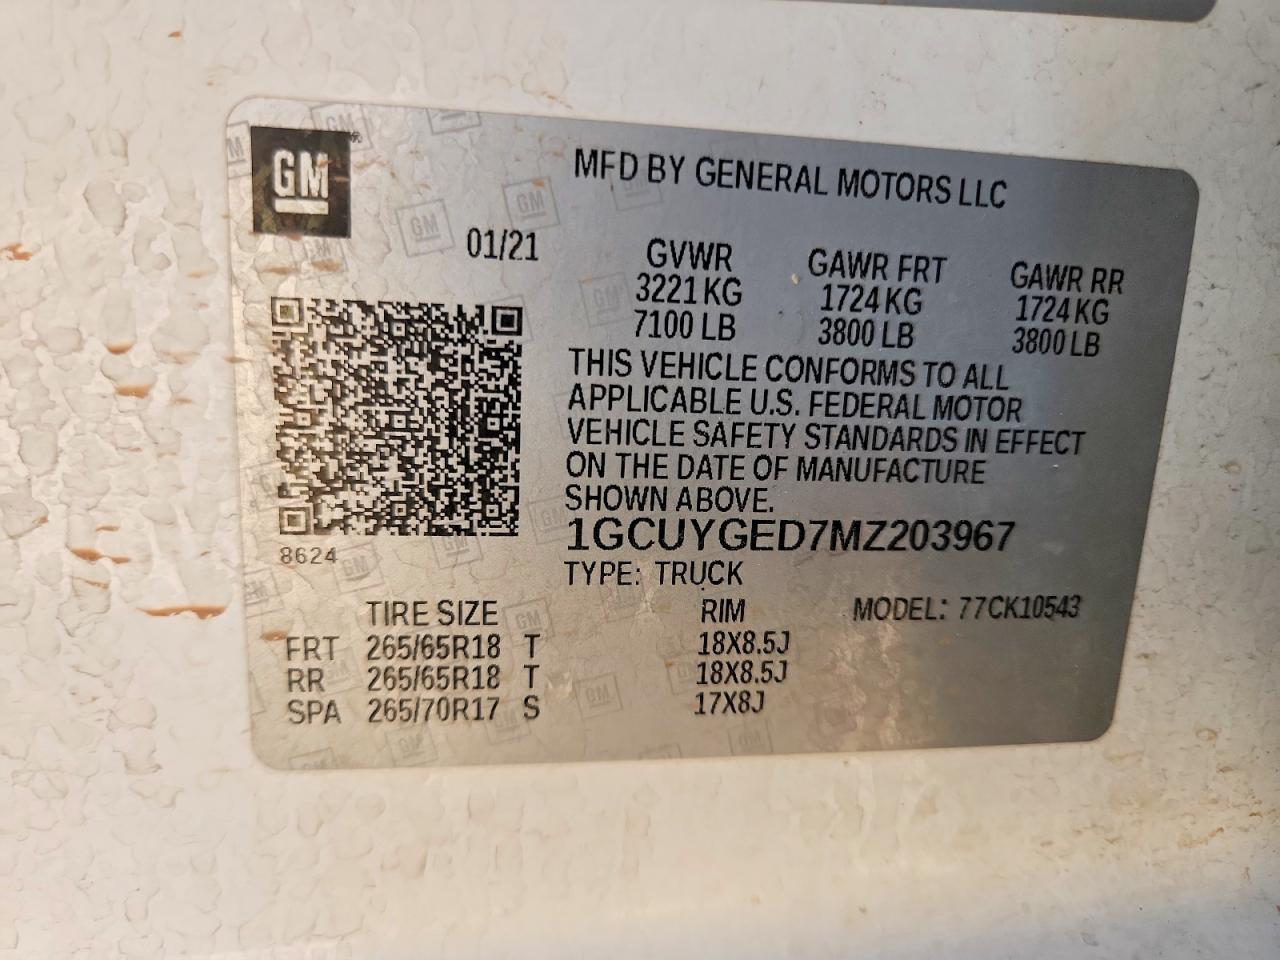 GM
MFD BY GENERAL MOTORS LLC
01/21
GVWR GAWR FRT GAWR RR
3221 KG 1724 KG 1724 KG
7100 LB 3800 LB 3800 LB
THIS VEHICLE CONFORMS TO ALL
APPLICABLE U.S. FEDERAL MOTOR
VEHICLE SAFETY STANDARDS IN EFFECT
ON THE DATE OF MANUFACTURE
SHOWN ABOVE.
1GCUYGED7MZ203967
8624
TYPE: TRUCK
TIRE SIZE RIM MODEL: 77CK10543
FRT 265/65R18 T 18X8.5J
RR 265/65R18 T 18X8.5J
SPA 265/70R17 S 17X8J